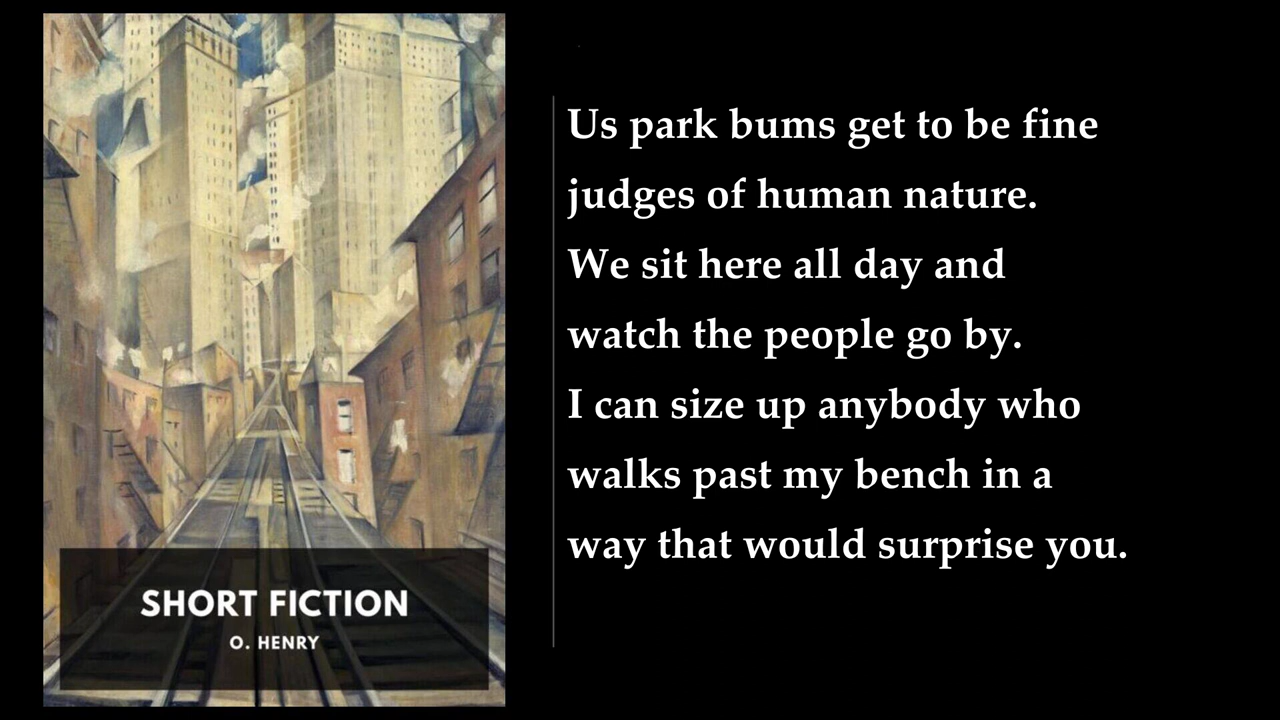 SHORT FICTION
O. HENRY
Us park bums get to be fine
judges of human nature.
We sit here all day and
watch the people go by.
I can size up anybody who
walks past my bench in a
way that would surprise you.